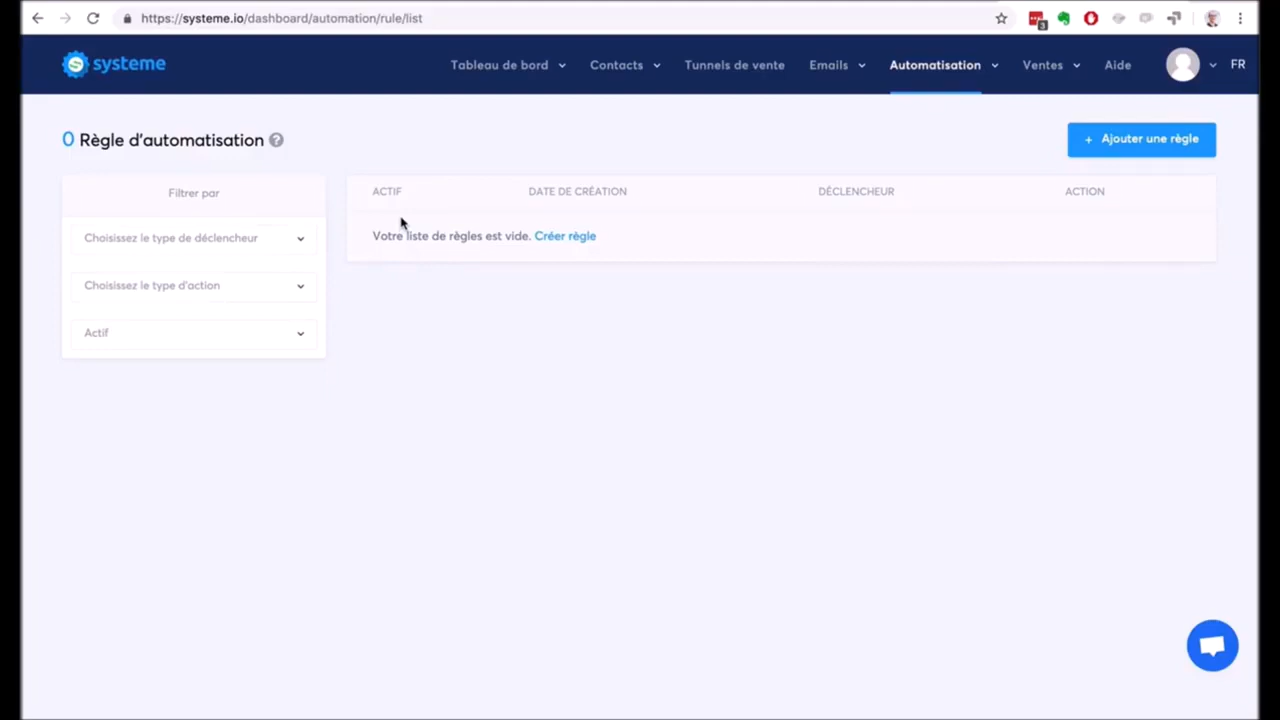 https://systeme.io/dashboard/automation/rule/list
3
systeme
Tableau de bord
Contacts
Tunnels de vente
Emails
Automatisation
Ventes
Aide
FR
0 Règle d'automatisation ?
+ Ajouter une règle
Filtrer par
Choisissez le type de déclencheur
Choisissez le type d'action
Actif
ACTIF
DATE DE CRÉATION
DÉCLENCHEUR
ACTION
Votre liste de règles est vide. Créer règle